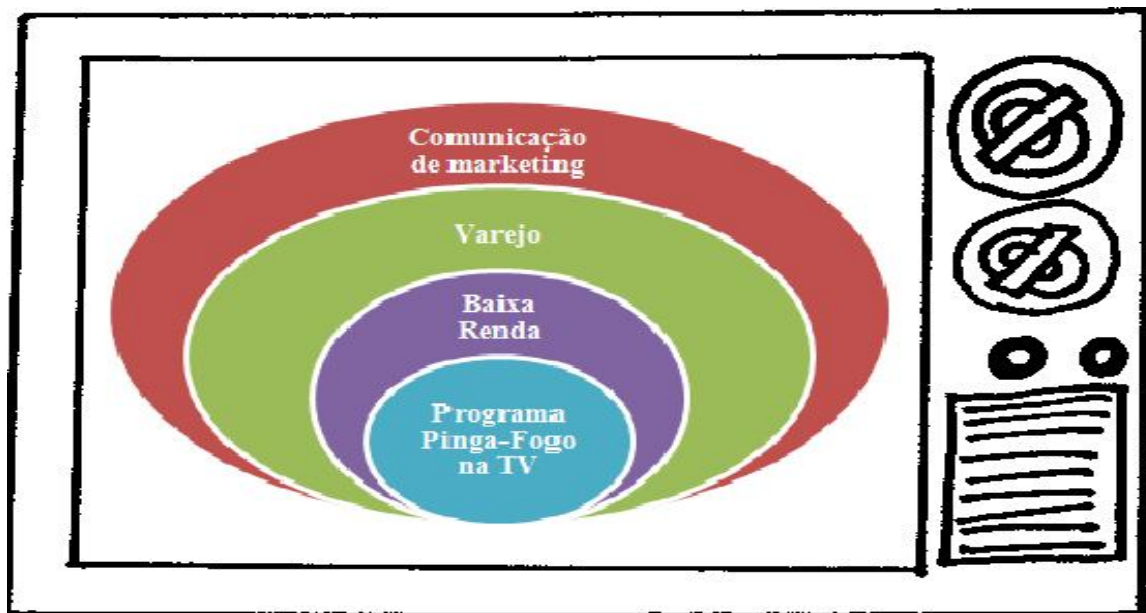 Comunicação
de marketing
Varejo
Baixa
Renda
Programa
Pinga-Fogo
na TV